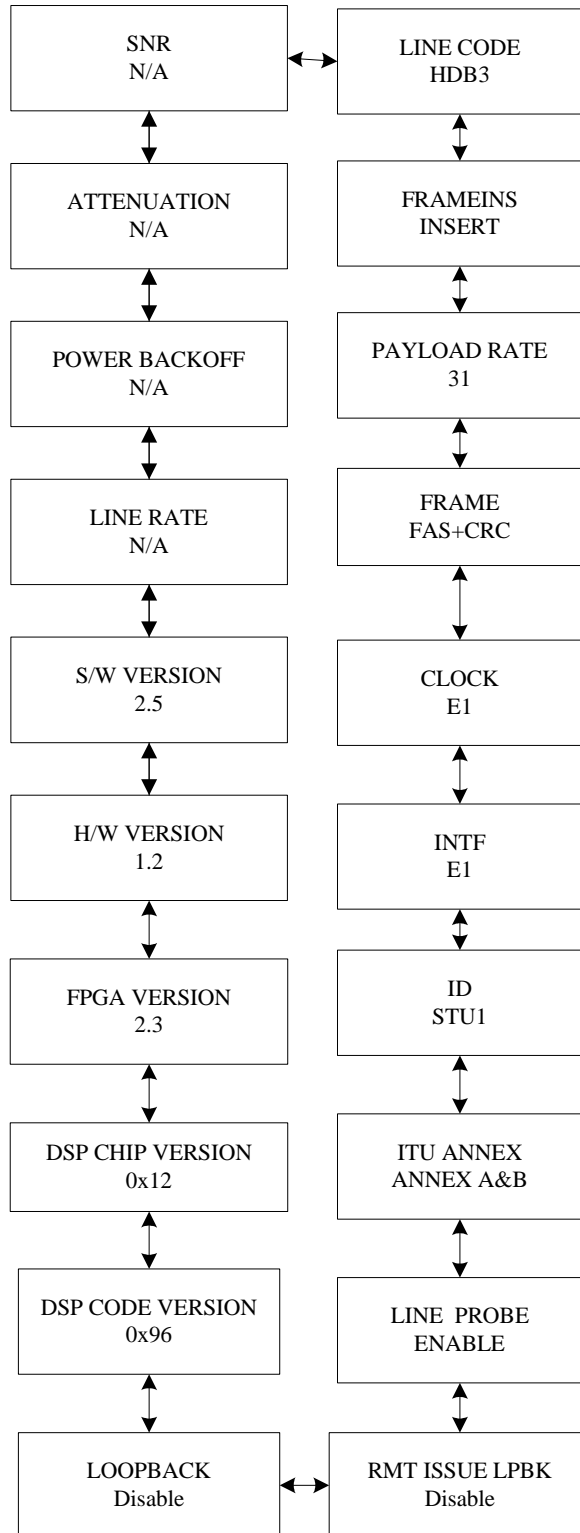 SNR
N/A
ATTENUATION
N/A
POWER BACKOFF
N/A
LINE RATE
N/A
S/W VERSION
2.5
H/W VERSION
1.2
FPGA VERSION
2.3
DSP CHIP VERSION
0x12
DSP CODE VERSION
0x96
LOOPBACK
Disable
LINE CODE
HDB3
FRAMEINS
INSERT
PAYLOAD RATE
31
FRAME
FAS+CRC
CLOCK
E1
INTF
E1
ID
STU1
ITU ANNEX
ANNEX A&B
LINE PROBE
ENABLE
RMT ISSUE LPBK
Disable